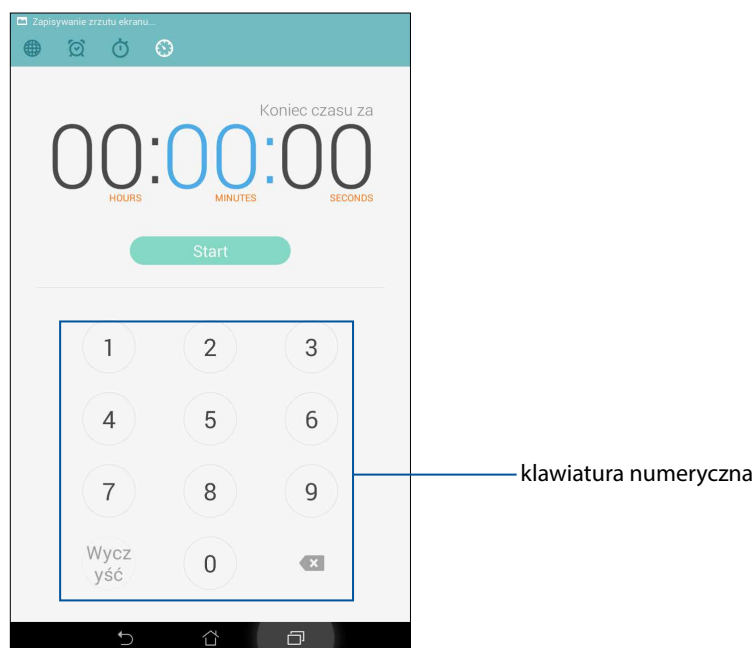 Zapisywanie zrzutu ekranu...
Koniec czasu za
00:00:00
HOURS MINUTES SECONDS
Start
1 2 3
4 5 6
7 8 9
klawiatura numeryczna
Wycz
yść 0